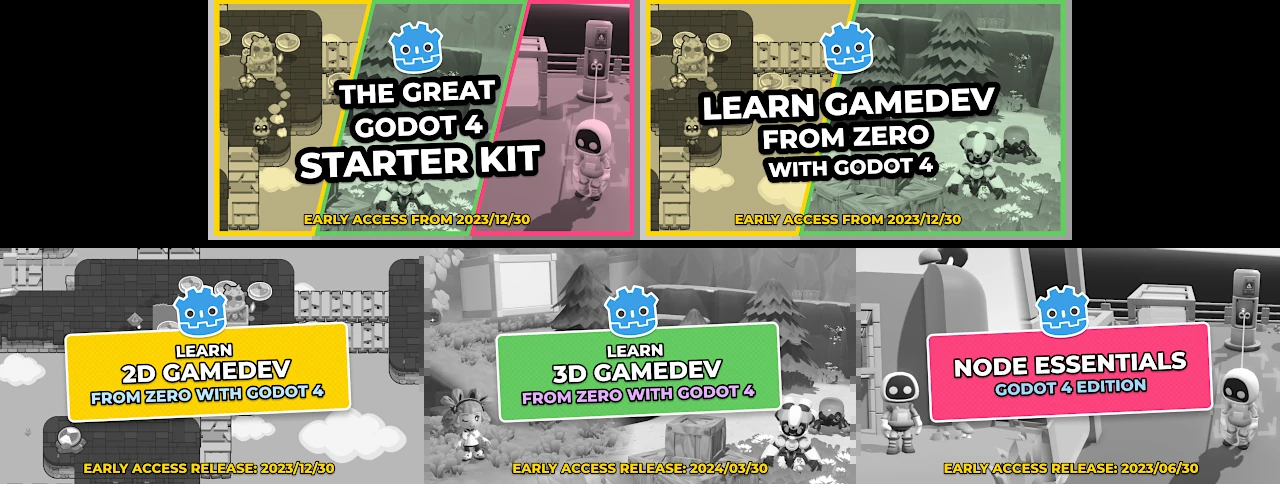 THE GREAT
GODOT 4
STARTER KIT
EARLY ACCESS FROM 2023/12/30
LEARN GAMEDEV
FROM ZERO
WITH GODOT 4
EARLY ACCESS FROM 2023/12/30
LEARN
2D GAMEDEV
FROM ZERO WITH GODOT 4
EARLY ACCESS RELEASE: 2023/12/30
LEARN
3D GAMEDEV
FROM ZERO WITH GODOT 4
EARLY ACCESS RELEASE: 2024/03/30
NODE ESSENTIALS
GODOT 4 EDITION
EARLY ACCESS RELEASE: 2023/06/30